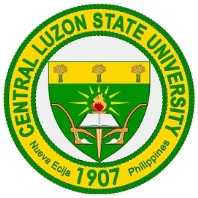 CENTRAL LUZON STATE UNIVERSITY
Nueva Ecija Philippines
1907